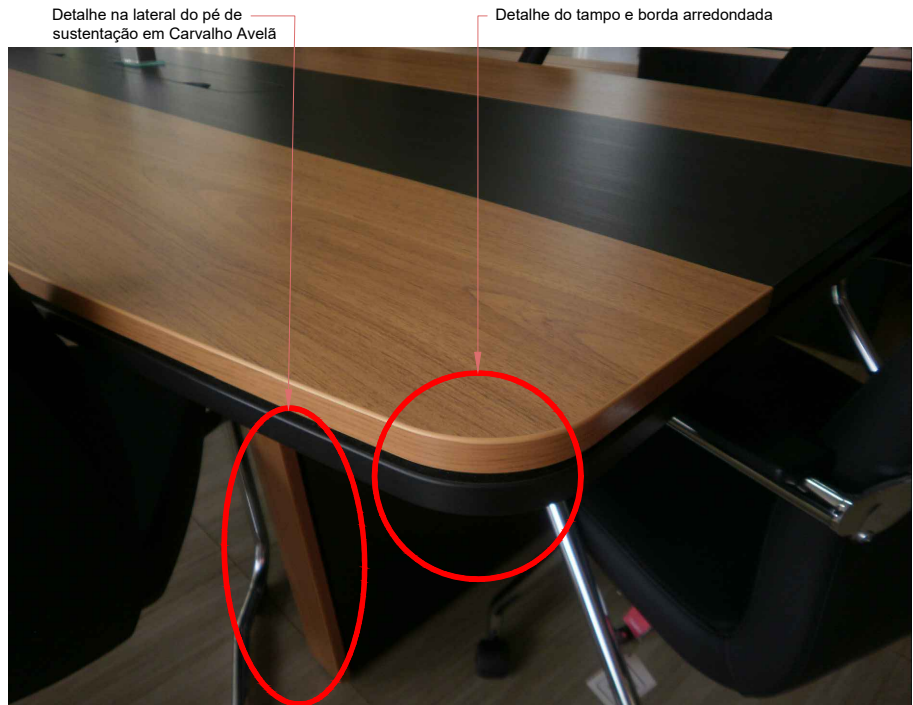 Detalhe na lateral do pé de
sustentação em Carvalho Avelã
Detalhe do tampo e borda arredondada